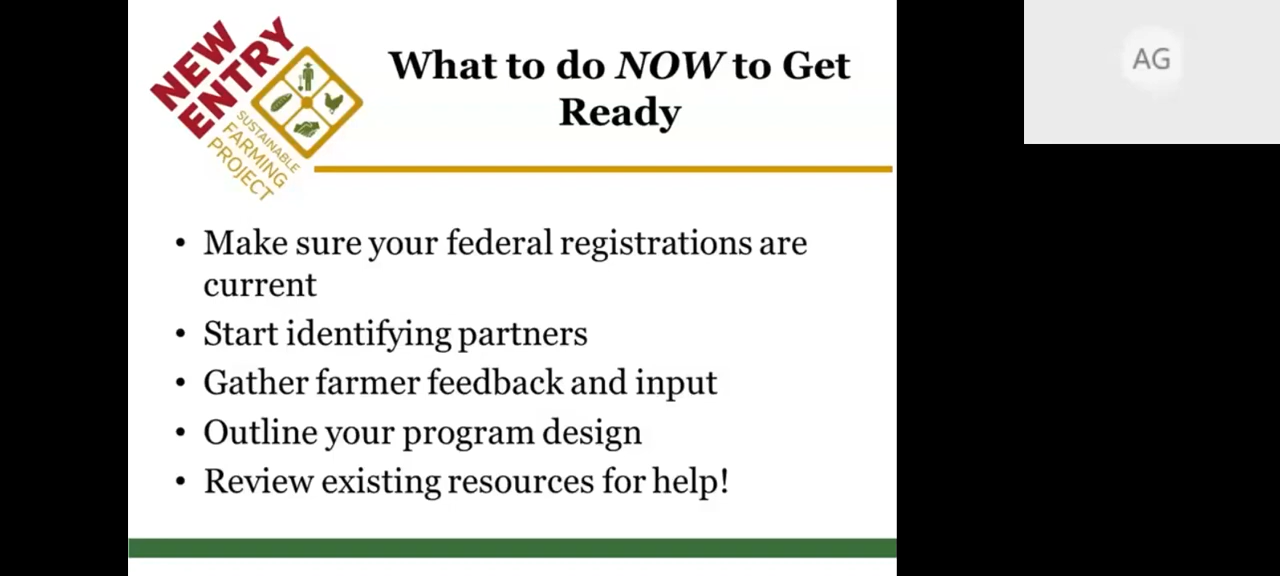 NEW
ENTRY
SUSTAINABLE
FARMING
PROJECT
What to do NOW to Get
Ready
AG
• Make sure your federal registrations are
current
• Start identifying partners
• Gather farmer feedback and input
• Outline your program design
• Review existing resources for help!